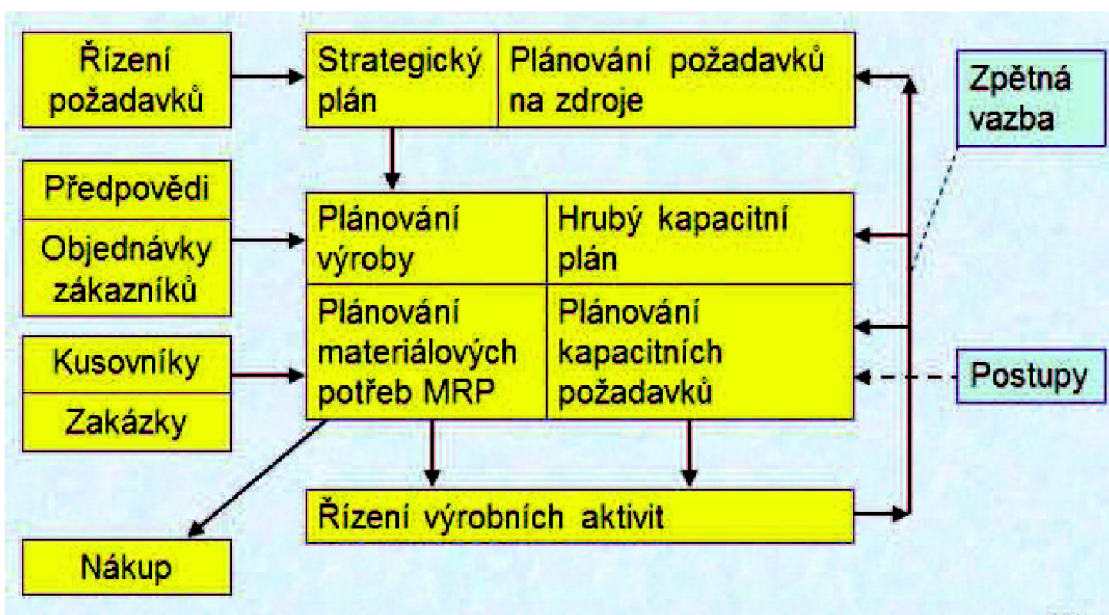 Řízení
požadavků
Strategický
plán
Plánování požadavků
na zdroje
Zpětná
vazba
Předpovědi
Objednávky
zákazníků
Plánování
výroby
Hrubý kapacitní
plán
Kusovníky
Zakázky
Plánování
materiálových
potřeb MRP
Plánování
kapacitních
požadavků
Postupy
Řízení výrobních aktivit
Nákup